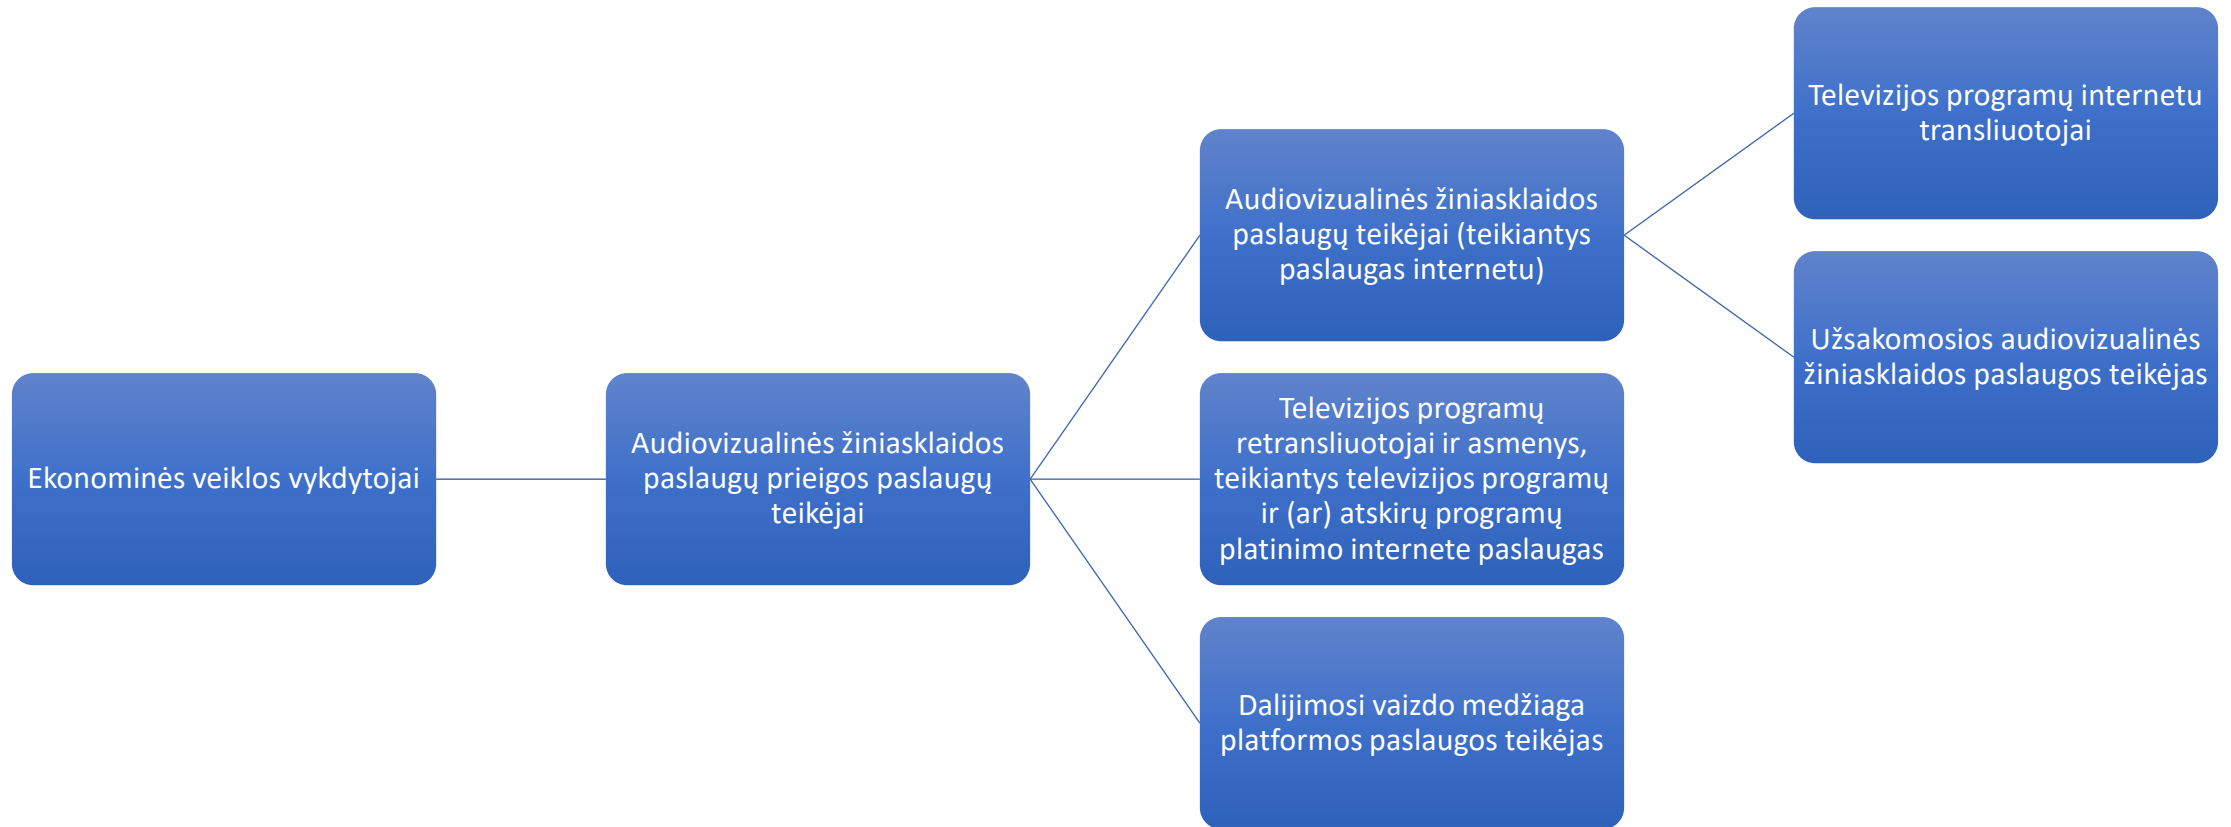 Ekonominės veiklos vykdytojai
Audiovizualinės žiniasklaidos
paslaugų prieigos paslaugų
teikėjai
Audiovizualinės žiniasklaidos
paslaugų teikėjai (teikiantys
paslaugas internetu)
Televizijos programų internetu
transliuotojai
Užsakomosios audiovizualinės
žiniasklaidos paslaugos teikėjas
Televizijos programų
retransliuotojai ir asmenys,
teikiantys televizijos programų
ir (ar) atskirų programų
platinimo internete paslaugas
Dalijimosi vaizdo medžiaga
platformos paslaugos teikėjas